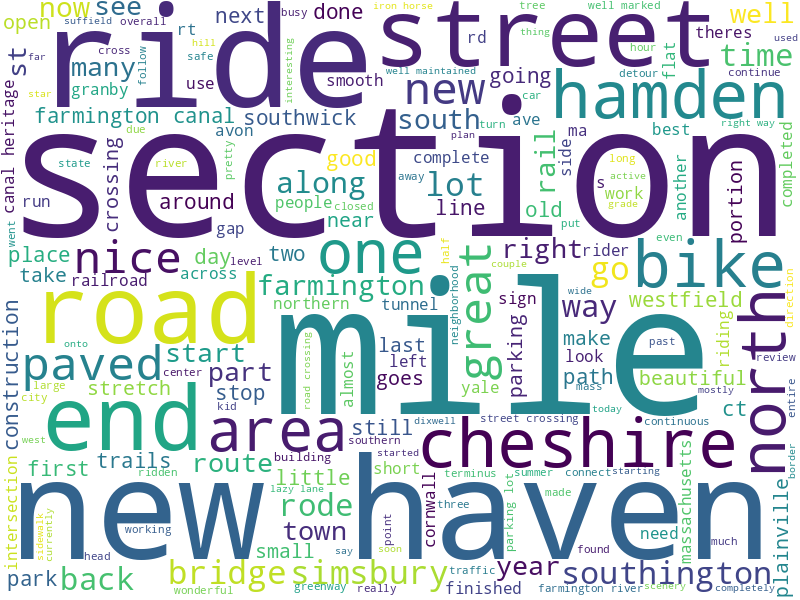 suffield overall busy iron horse tree well marked
open now see rt many next done rd theres well
granby cross follow hill safe interesting thing hour
ride street
st use smooth going flat time
well maintained new detour continue car used
farmington canal southwick south ave hamden
canal heritage due star avon turn plan best right way
section
run crossing state river pretty good complete rail side ma long active completed
around people closed along lot line old s work grade another portion
place day gap near away put even
nice across level two one half right rider go bike
take railroad couple
farmington great way wide westfield
road northern tunnel neighborhood sign parking past riding direction
mile
onto last make look review north
paved start left path beautiful mostly
center part goes yale mass ct entire
construction large stretch road crossing almost
city kid stop today
end area still dixwell street crossing continuous
west southern cheshire
first trails route building started
ridden little short terminus summer connect starting massachusetts border
intersection lazy lane cornwall three parking lot made
new haven
rode plainville
sidewalk currently working town point need much
head small say soon found
park back bridge simsbury year southington
wonderful greenway really traffic finished farmington river scenery completely